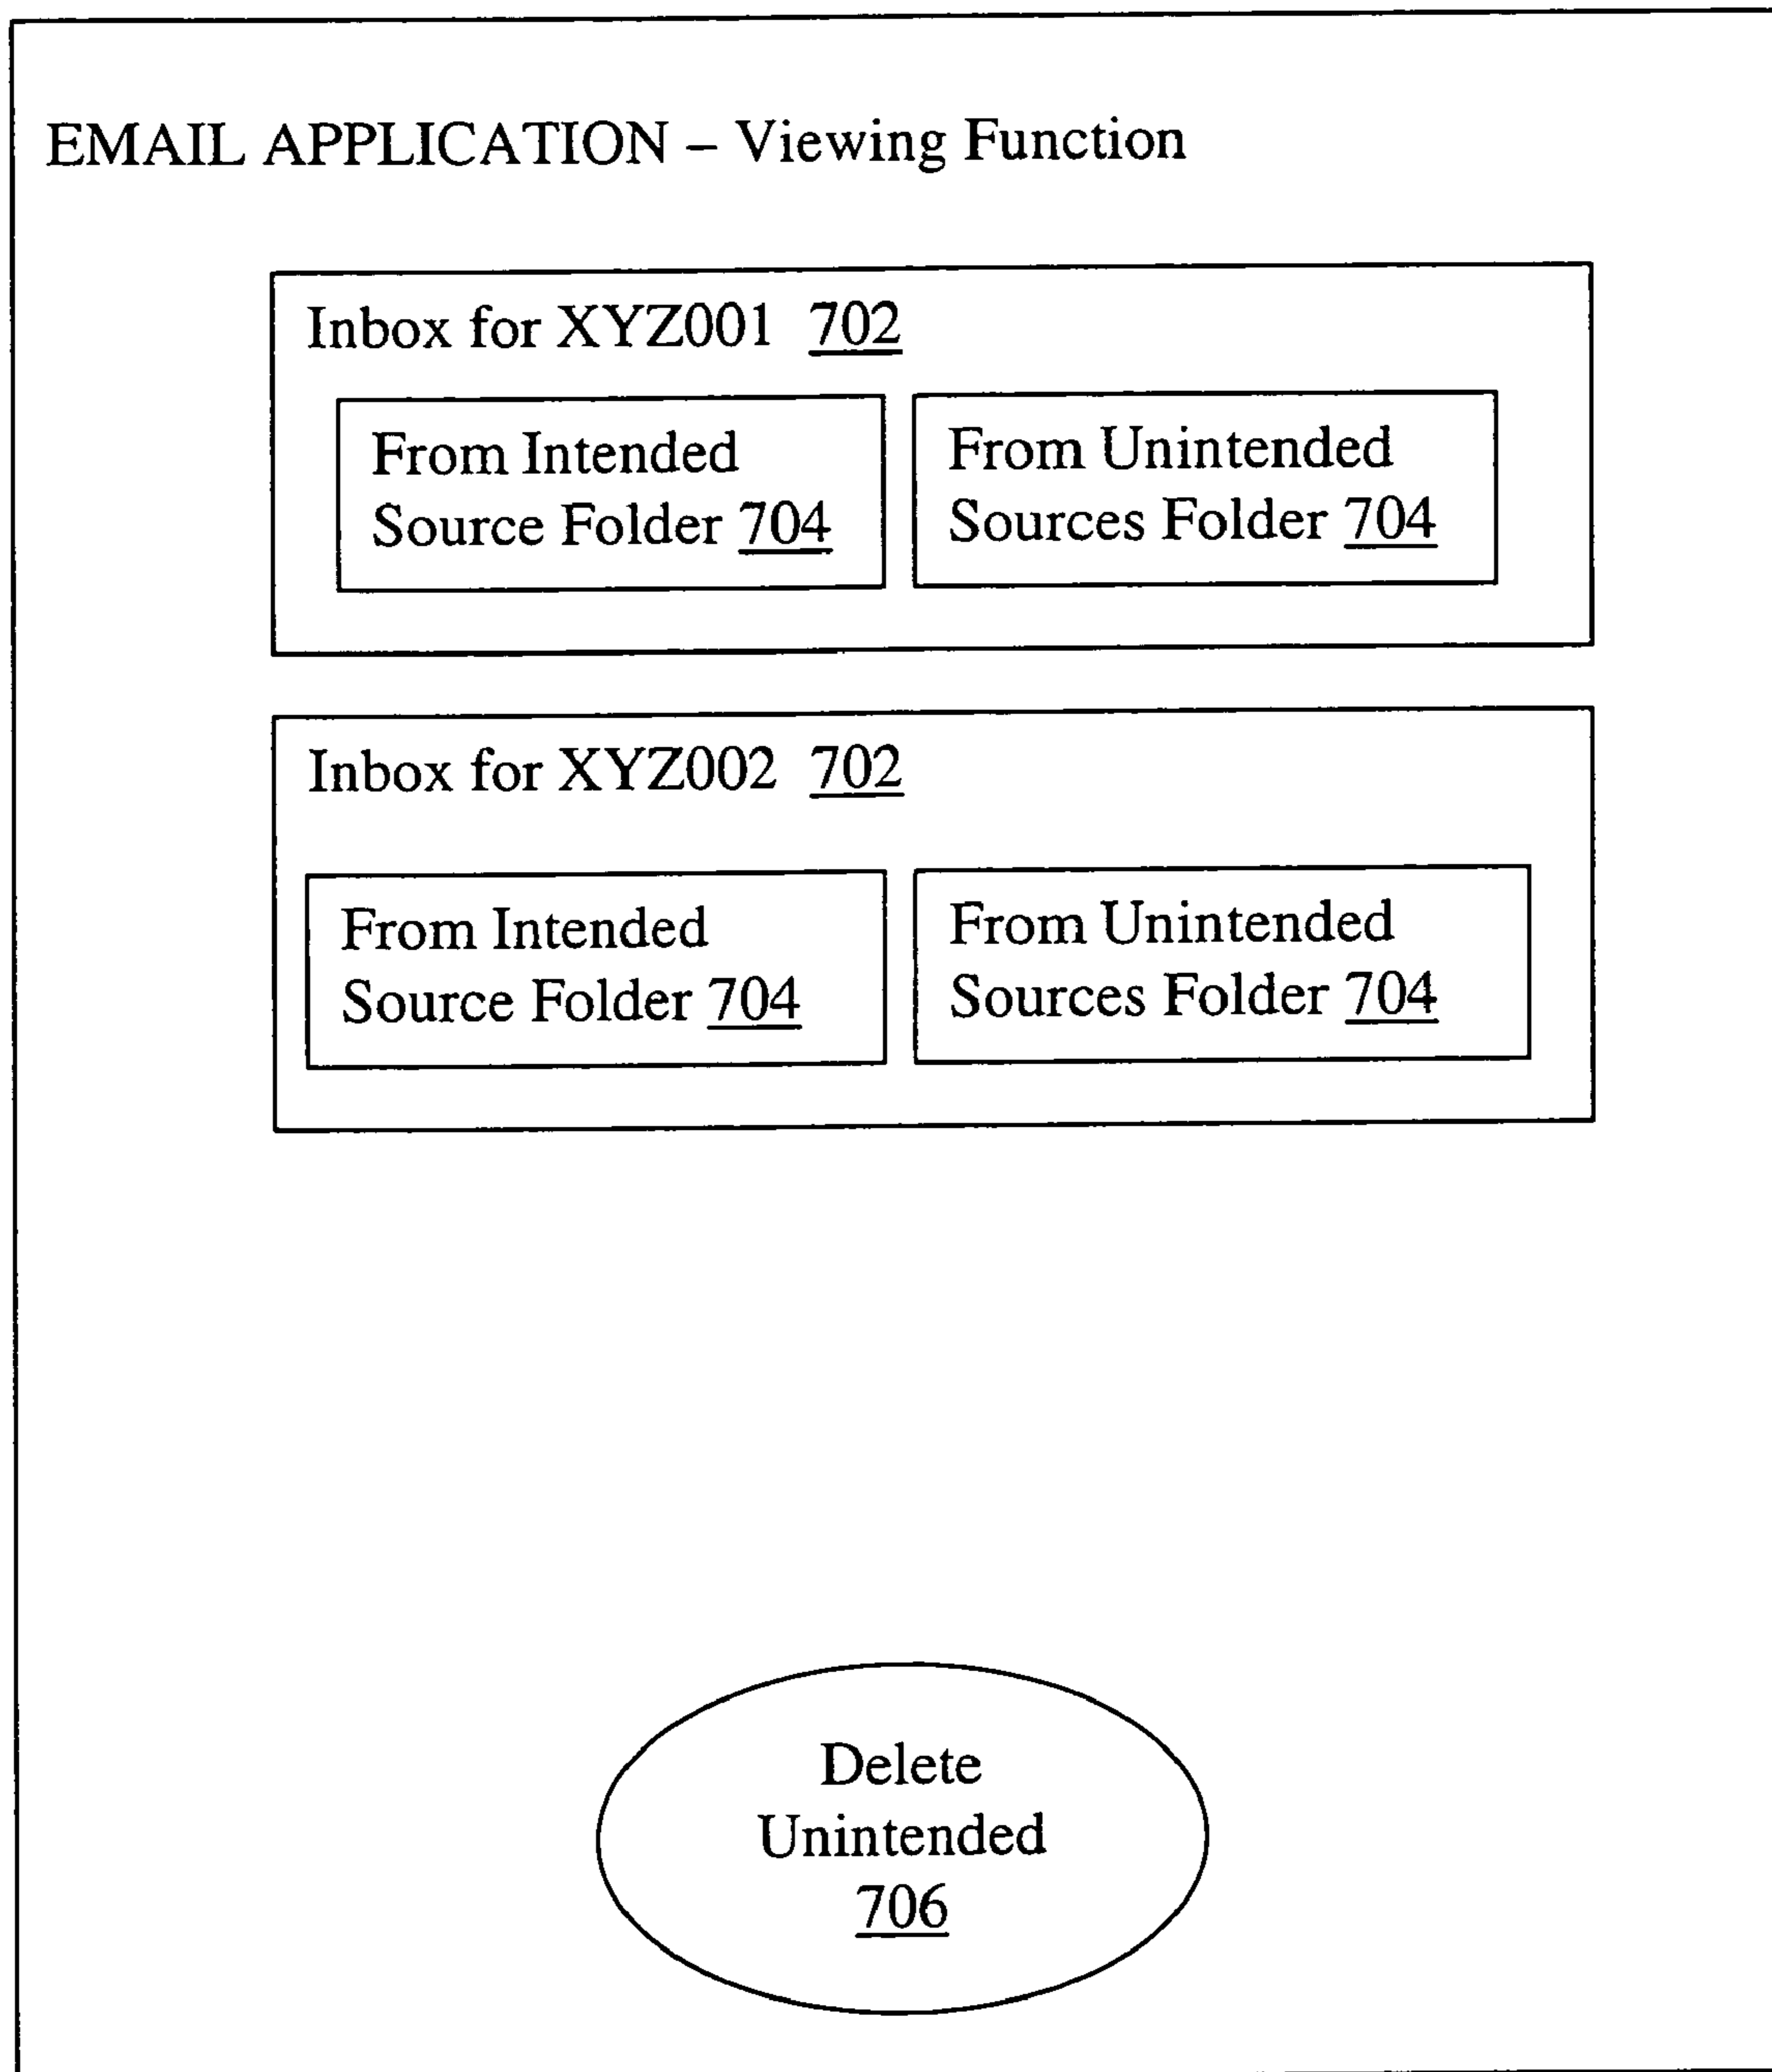 EMAIL APPLICATION – Viewing Function
Inbox for XYZ001 702
From Intended
Source Folder 704
From Unintended
Sources Folder 704
Inbox for XYZ002 702
From Intended
Source Folder 704
From Unintended
Sources Folder 704
Delete
Unintended
706